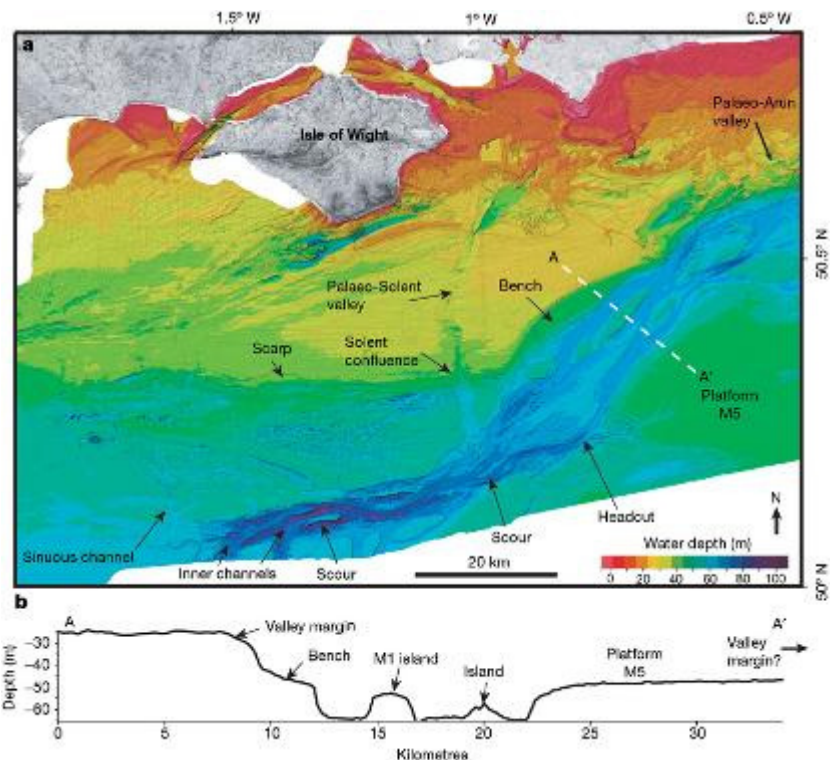 1.5° W
1° W
0.5° W
a
Palaeo-Arun
valley
Isle of Wight
50.5° N
A
Palaeo-Solent
valley
Bench
Scarp
Solent
confluence
A'
Platform
M5
N
Headcut
Scour
Sinuous channel
Inner channels
Scour
20 km
Water depth (m)
0 20 40 60 80 100
50° N
b
A
A'
Valley margin
Valley
margin?
Bench
M1 island
Island
Platform
M5
Depth (m)
–30
–40
–50
–60
0 5 10 15 20 25 30
Kilometres